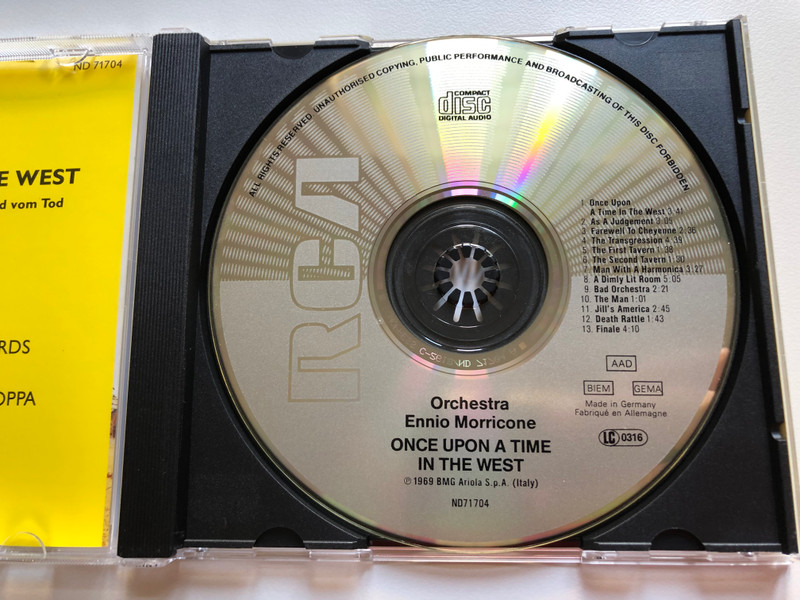 ND 71704
E WEST
d vom Tod
RDS
OPPA
ALL RIGHTS RESERVED. UNAUTHORISED COPYING, PUBLIC PERFORMANCE AND BROADCASTING OF THIS DISC FORBIDDEN
COMPACT
disc
DIGITAL AUDIO
RCA
1. Once Upon
A Time In The West 3:41
2. As A Judgement 3:05
3. Farewell To Cheyenne 2:36
4. The Transgression 4:39
5. The First Tavern 1:38
6. The Second Tavern 1:30
7. Man With A Harmonica 3:27
8. A Dimly Lit Room 5:05
9. Bad Orchestra 2:21
10. The Man 1:01
11. Jill's America 2:45
12. Death Rattle 1:43
13. Finale 4:10
AAD
BIEM GEMA
Made in Germany
Fabriqué en Allemagne
LC 0316
Orchestra
Ennio Morricone
ONCE UPON A TIME
IN THE WEST
℗ 1969 BMG Ariola S.p.A. (Italy)
ND71704